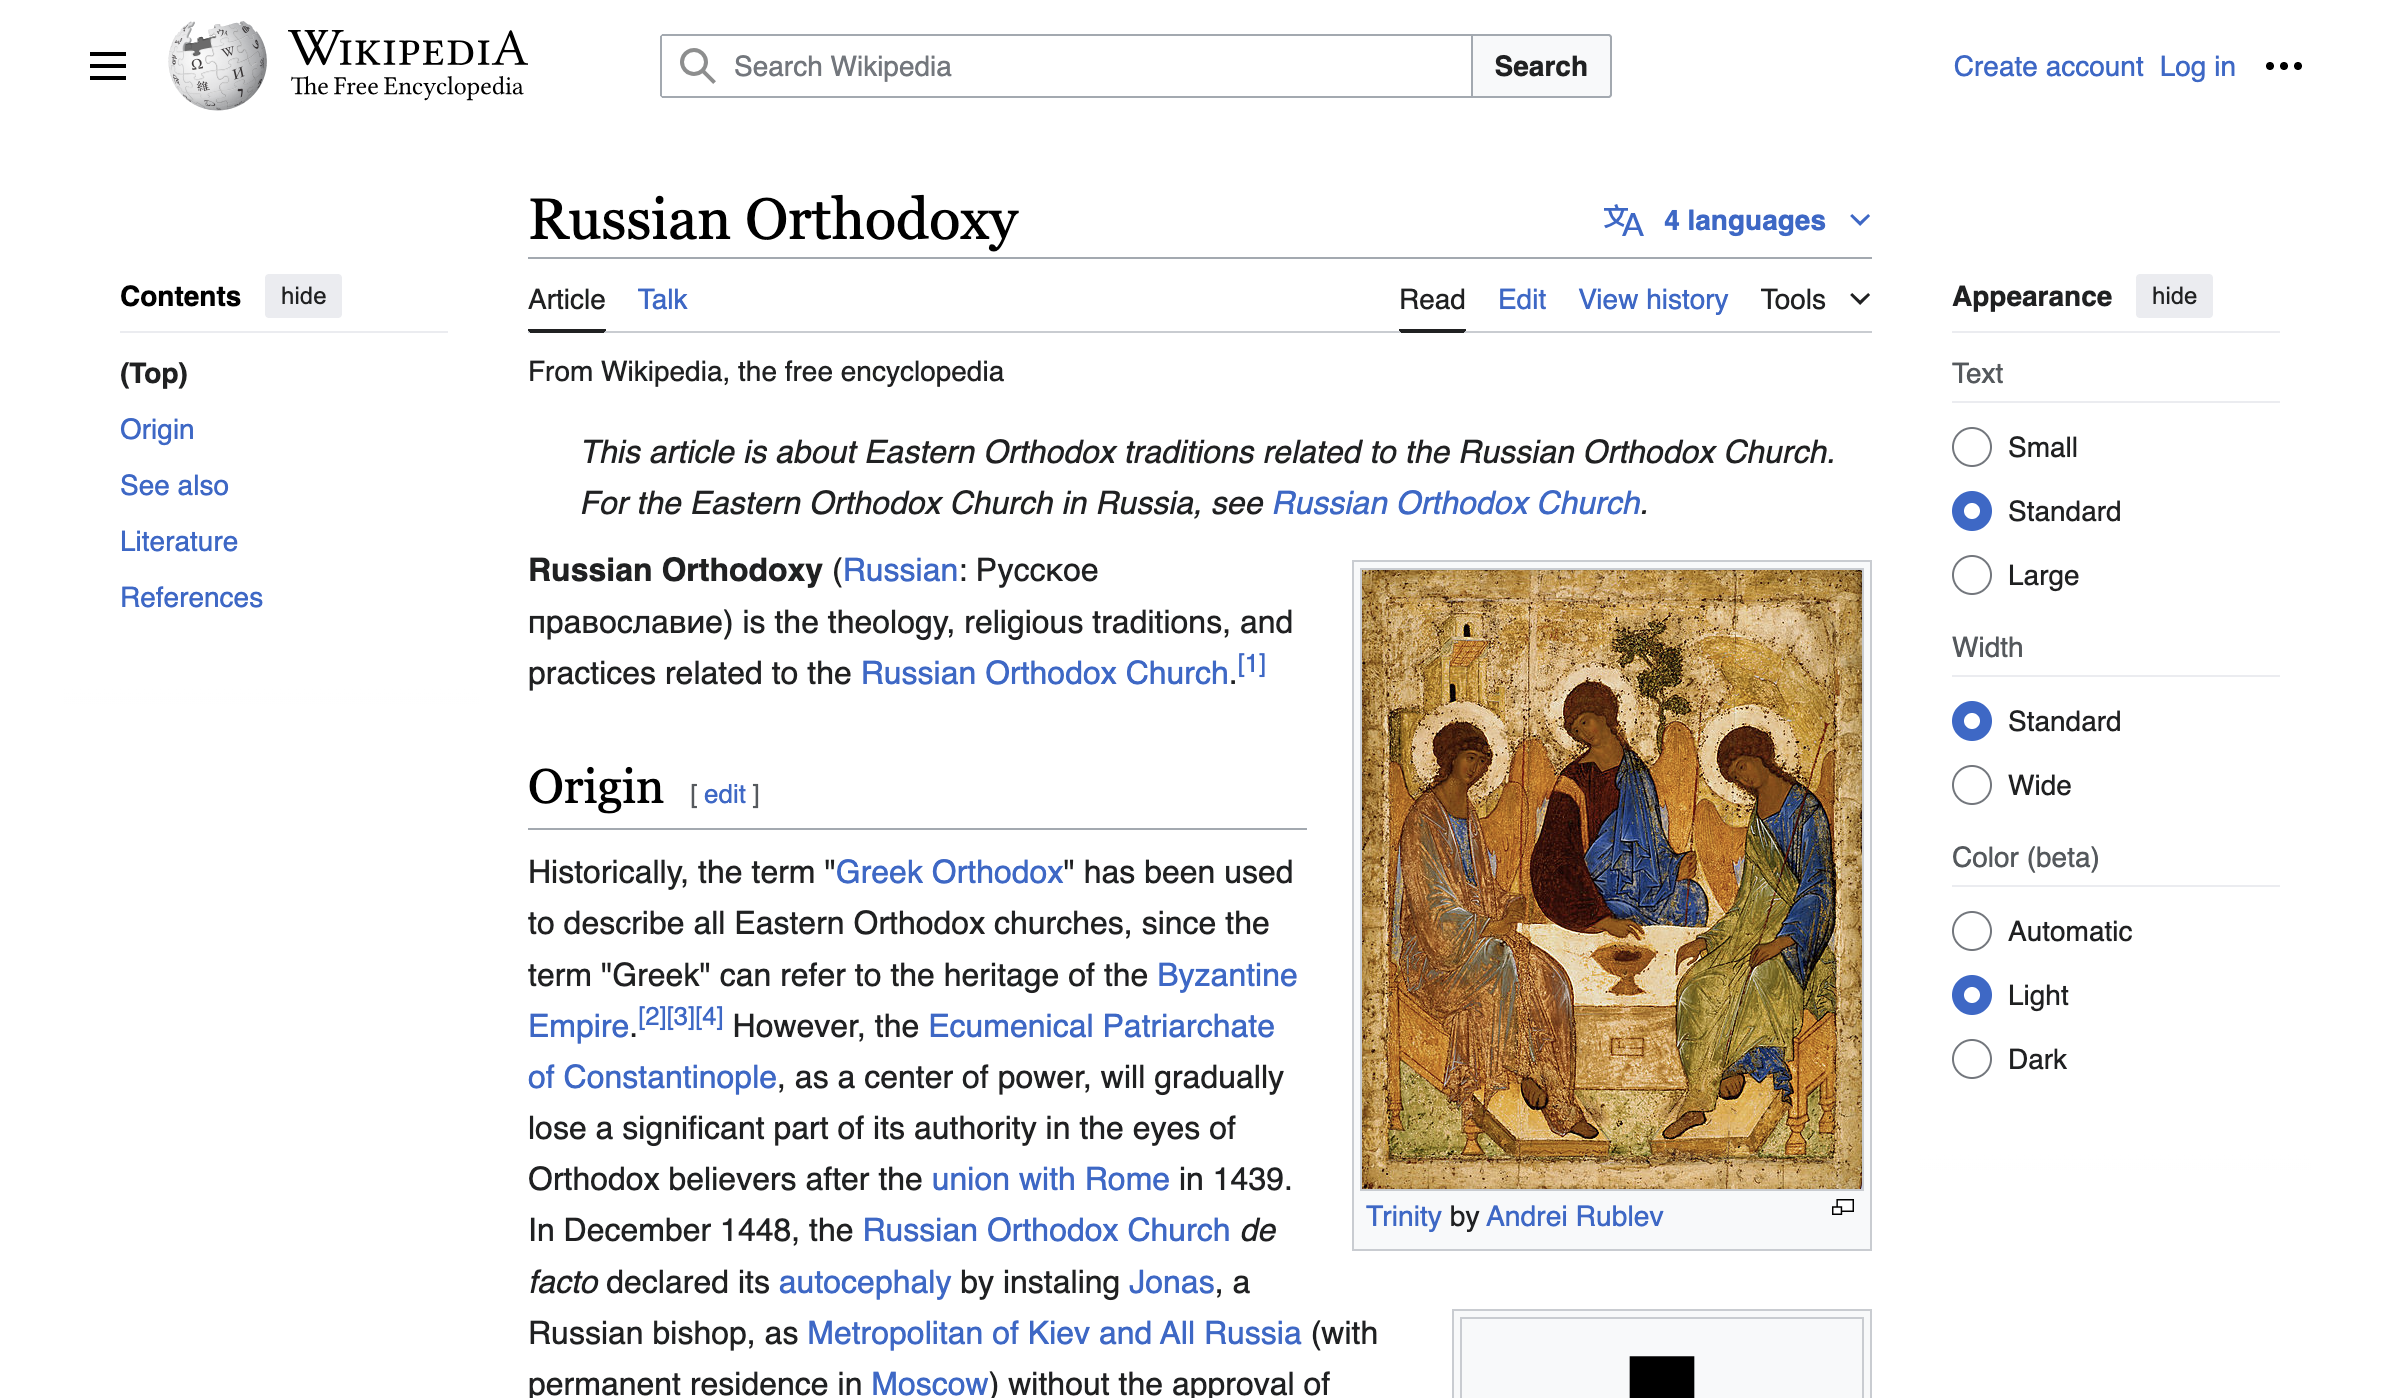 WIKIPEDIA
The Free Encyclopedia
Search Wikipedia
Search
Create account Log in
Russian Orthodoxy
4 languages
Contents hide
(Top)
Origin
See also
Literature
References
Article Talk
Read Edit View history Tools
From Wikipedia, the free encyclopedia
This article is about Eastern Orthodox traditions related to the Russian Orthodox Church.
For the Eastern Orthodox Church in Russia, see Russian Orthodox Church.
Russian Orthodoxy (Russian: Русское
православие) is the theology, religious traditions, and
practices related to the Russian Orthodox Church.[1]
Origin [ edit ]
Historically, the term "Greek Orthodox" has been used
to describe all Eastern Orthodox churches, since the
term "Greek" can refer to the heritage of the Byzantine
Empire.[2][3][4] However, the Ecumenical Patriarchate
of Constantinople, as a center of power, will gradually
lose a significant part of its authority in the eyes of
Orthodox believers after the union with Rome in 1439.
In December 1448, the Russian Orthodox Church de
facto declared its autocephaly by instaling Jonas, a
Russian bishop, as Metropolitan of Kiev and All Russia (with
permanent residence in Moscow) without the approval of
Trinity by Andrei Rublev
Appearance hide
Text
Small
Standard
Large
Width
Standard
Wide
Color (beta)
Automatic
Light
Dark